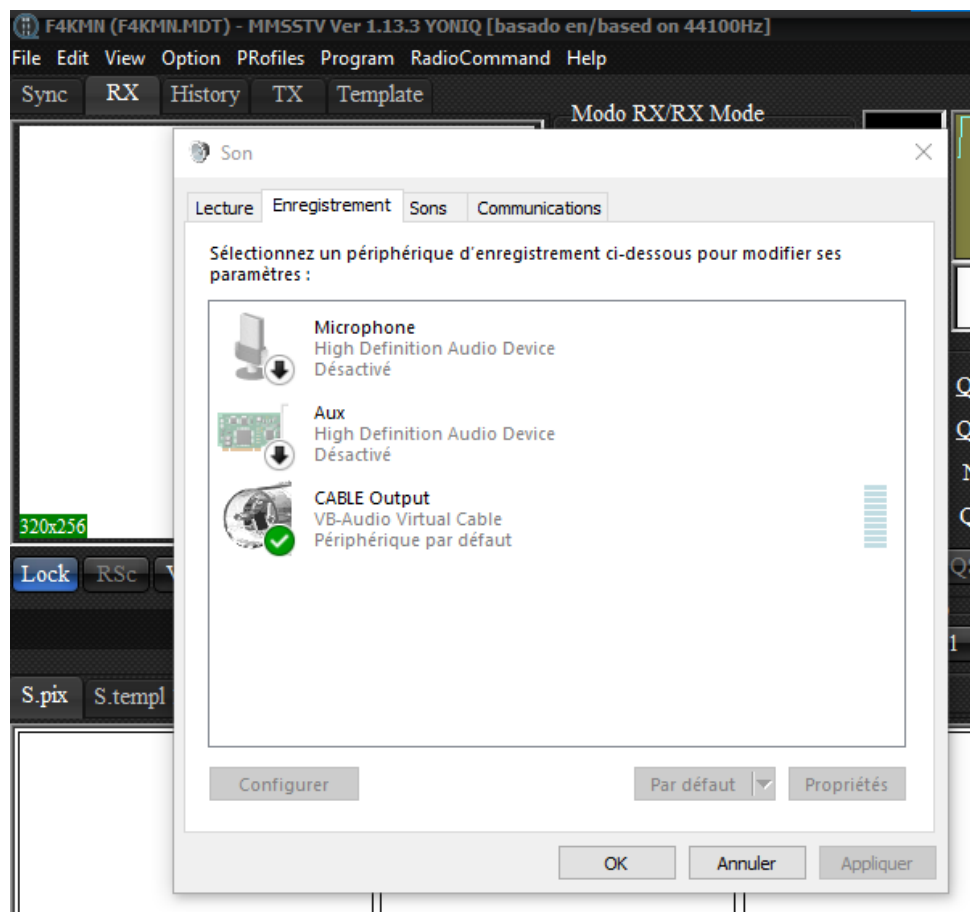 F4KMN (F4KMN.MDT) - MMSSTV Ver 1.13.3 YONIQ [basado en/based on 44100Hz]
File Edit View Option PRofiles Program RadioCommand Help
Sync RX History TX Template
Modo RX/RX Mode
Son
Lecture Enregistrement Sons Communications
Sélectionnez un périphérique d'enregistrement ci-dessous pour modifier ses
paramètres :
Microphone
High Definition Audio Device
Désactivé
Aux
High Definition Audio Device
Désactivé
CABLE Output
VB-Audio Virtual Cable
Périphérique par défaut
320x256
Lock RSc
1
S.pix S.templ
Configurer Par défaut Propriétés
OK Annuler Appliquer